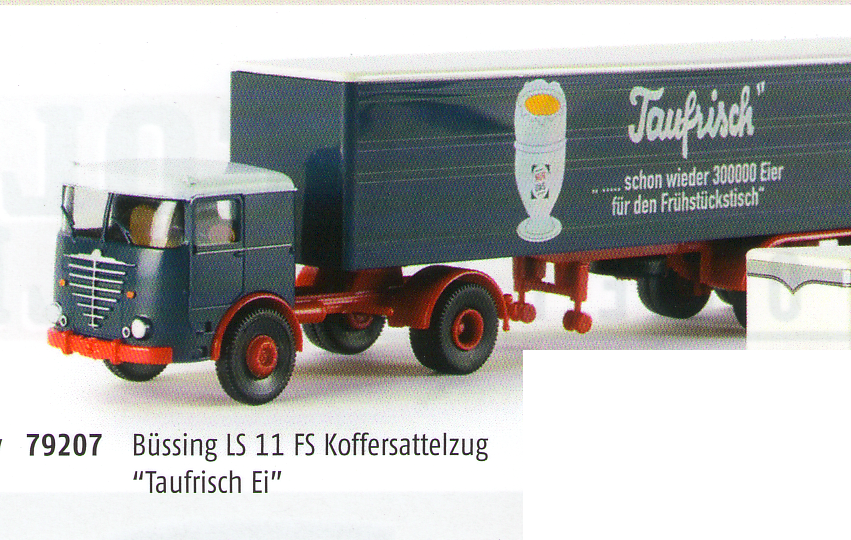 Taufrisch"
„..... schon wieder 300000 Eier
für den Frühstückstisch“
79207 Büssing LS 11 FS Koffersattelzug
“Taufrisch Ei”